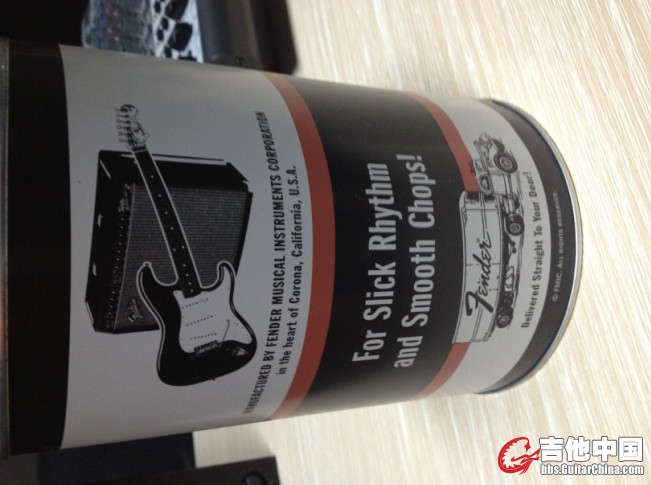 MANUFACTURED BY FENDER MUSICAL INSTRUMENTS CORPORATION
in the heart of Corona, California, U.S.A.
For Slick Rhythm
and Smooth Chops!
Fender
Delivered Straight To Your Door!
© FMIC. ALL RIGHTS RESERVED.
吉他中国
bbs.GuitarChina.com